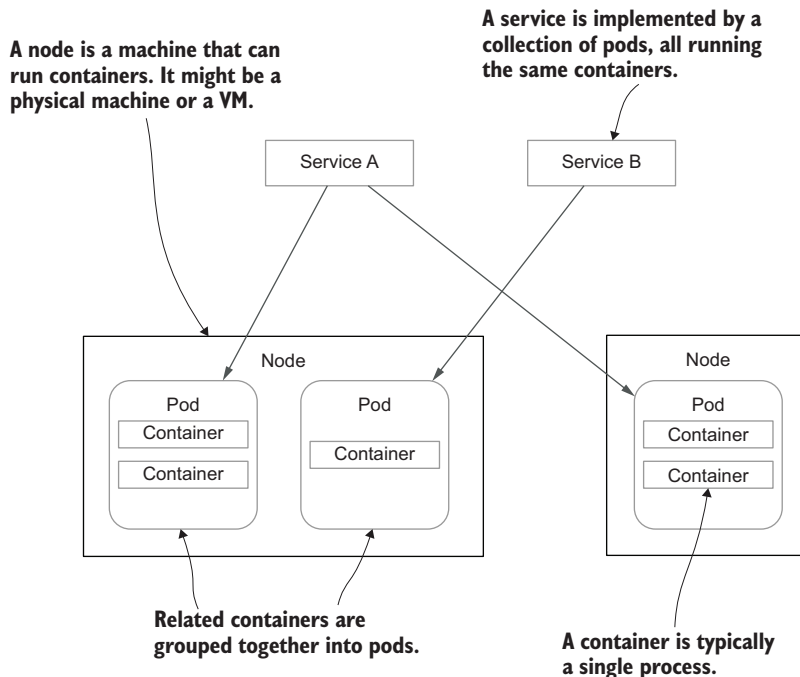 A node is a machine that can
run containers. It might be a
physical machine or a VM.
A service is implemented by a
collection of pods, all running
the same containers.
Service A
Service B
Node
Pod
Container
Container
Pod
Container
Node
Pod
Container
Container
Related containers are
grouped together into pods.
A container is typically
a single process.